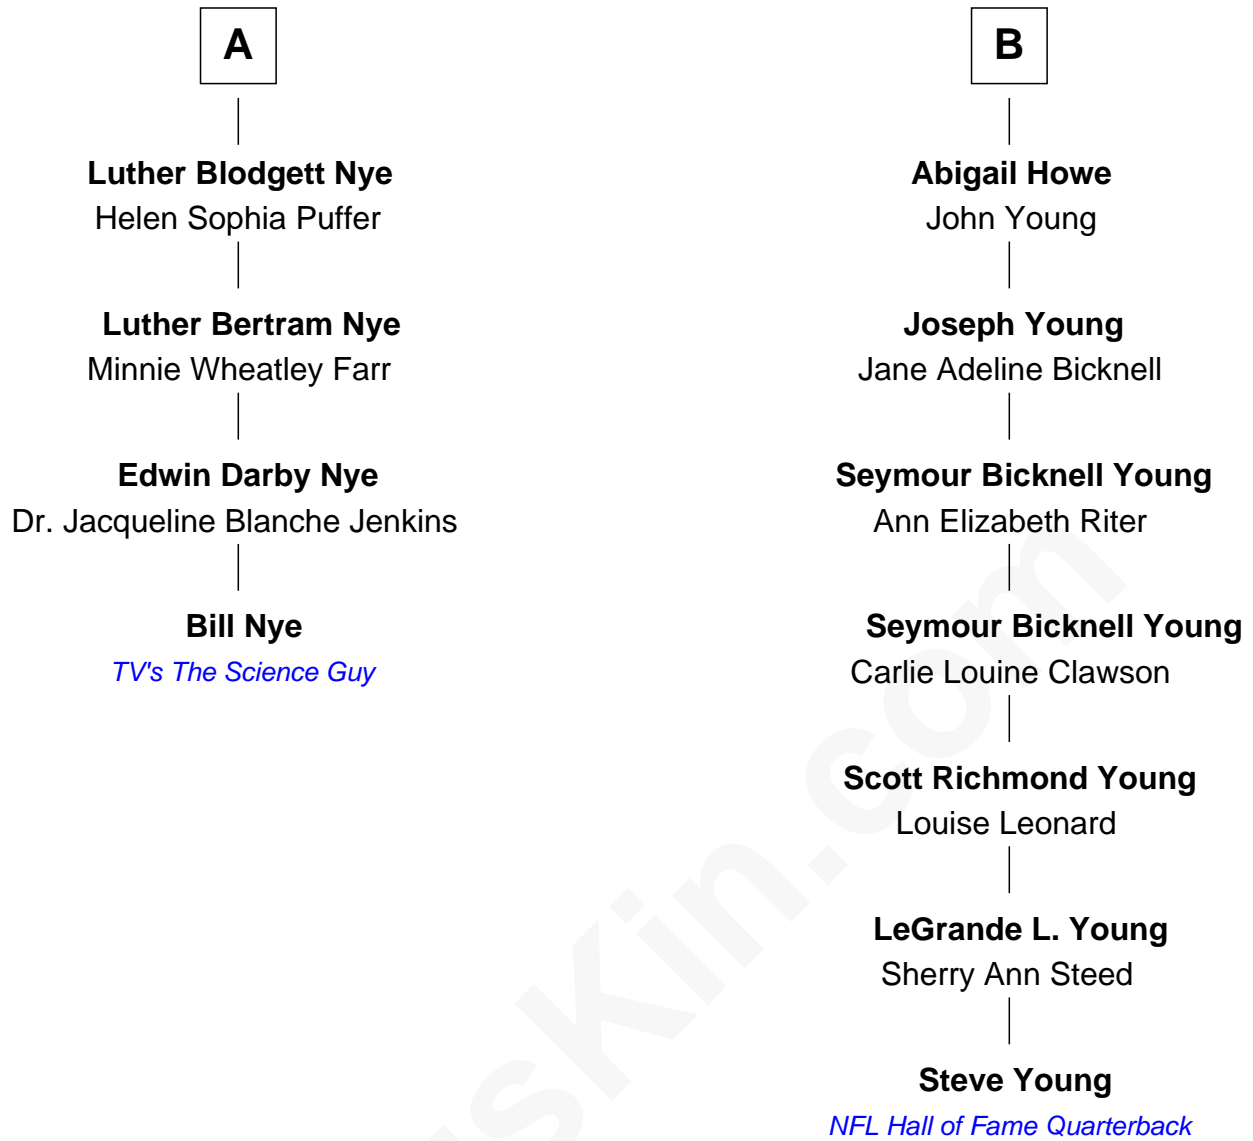 A
Luther Blodgett Nye
Helen Sophia Puffer
Luther Bertram Nye
Minnie Wheatley Farr
Edwin Darby Nye
Dr. Jacqueline Blanche Jenkins
Bill Nye
TV's The Science Guy
B
Abigail Howe
John Young
Joseph Young
Jane Adeline Bicknell
Seymour Bicknell Young
Ann Elizabeth Riter
Seymour Bicknell Young
Carlie Louine Clawson
Scott Richmond Young
Louise Leonard
LeGrande L. Young
Sherry Ann Steed
Steve Young
NFL Hall of Fame Quarterback